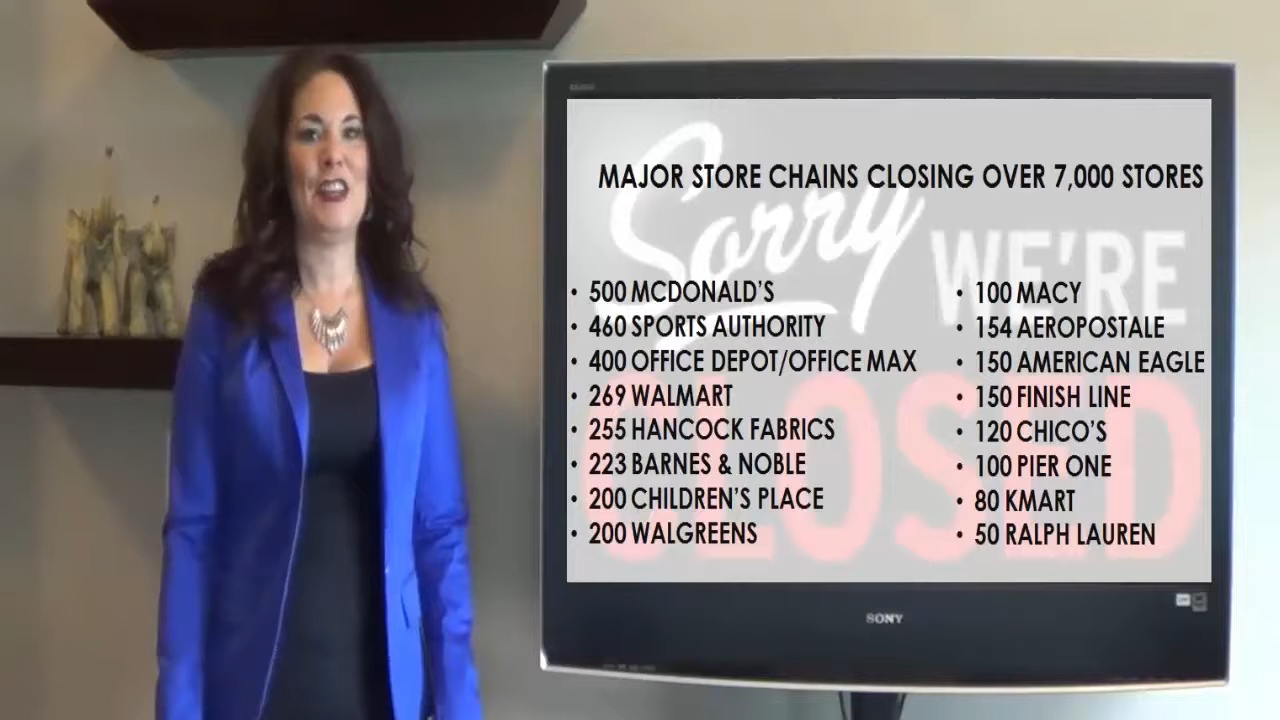 MAJOR STORE CHAINS CLOSING OVER 7,000 STORES
Sorry
WE'RE
CLOSED
• 500 MCDONALD'S
• 460 SPORTS AUTHORITY
• 400 OFFICE DEPOT/OFFICE MAX
• 269 WALMART
• 255 HANCOCK FABRICS
• 223 BARNES & NOBLE
• 200 CHILDREN'S PLACE
• 200 WALGREENS
• 100 MACY
• 154 AEROPOSTALE
• 150 AMERICAN EAGLE
• 150 FINISH LINE
• 120 CHICO'S
• 100 PIER ONE
• 80 KMART
• 50 RALPH LAUREN
SONY